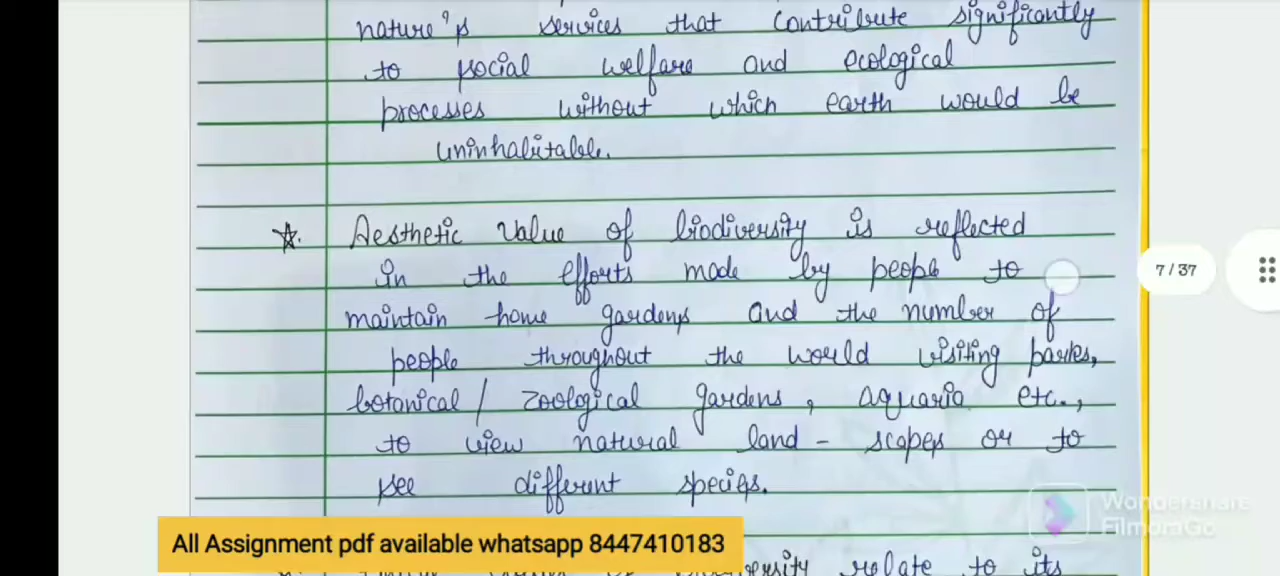 nature's services that contribute significantly
to social welfare and ecological
processes without which earth would be
uninhabitable.
☆. Aesthetic Value of biodiversity is reflected
in the efforts made by people to
maintain home gardens and the number of
people throughout the world visiting parks,
botanical / zoological gardens, aquaria etc.,
to view natural land - scapes or to
see different species.
7 / 37
Wondershare
FilmoraGo
All Assignment pdf available whatsapp 8447410183
relate to its